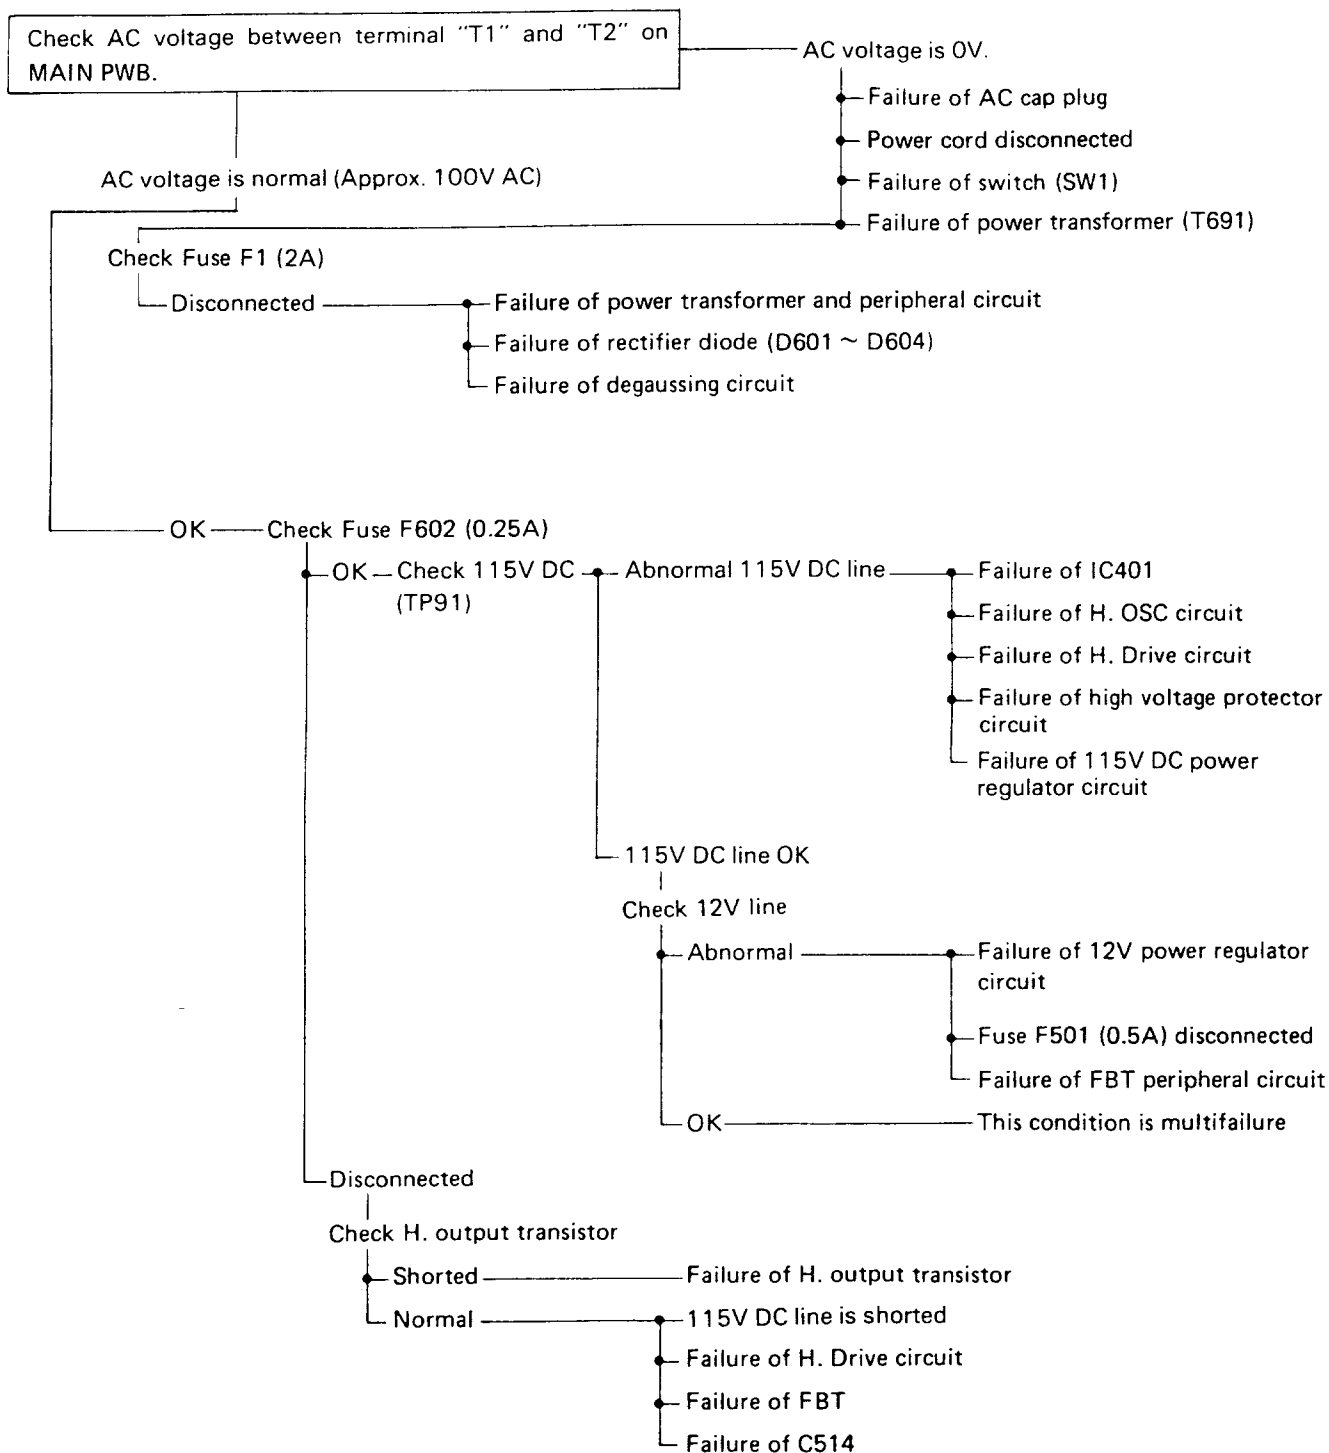 Check AC voltage between terminal "T1" and "T2" on
MAIN PWB.
AC voltage is 0V.
Failure of AC cap plug
Power cord disconnected
Failure of switch (SW1)
Failure of power transformer (T691)
AC voltage is normal (Approx. 100V AC)
Check Fuse F1 (2A)
Disconnected
Failure of power transformer and peripheral circuit
Failure of rectifier diode (D601 ~ D604)
Failure of degaussing circuit
OK
Check Fuse F602 (0.25A)
OK
Check 115V DC
(TP91)
Abnormal 115V DC line
Failure of IC401
Failure of H. OSC circuit
Failure of H. Drive circuit
Failure of high voltage protector
circuit
Failure of 115V DC power
regulator circuit
115V DC line OK
Check 12V line
Abnormal
Failure of 12V power regulator
circuit
Fuse F501 (0.5A) disconnected
Failure of FBT peripheral circuit
OK
This condition is multifailure
Disconnected
Check H. output transistor
Shorted
Failure of H. output transistor
Normal
115V DC line is shorted
Failure of H. Drive circuit
Failure of FBT
Failure of C514